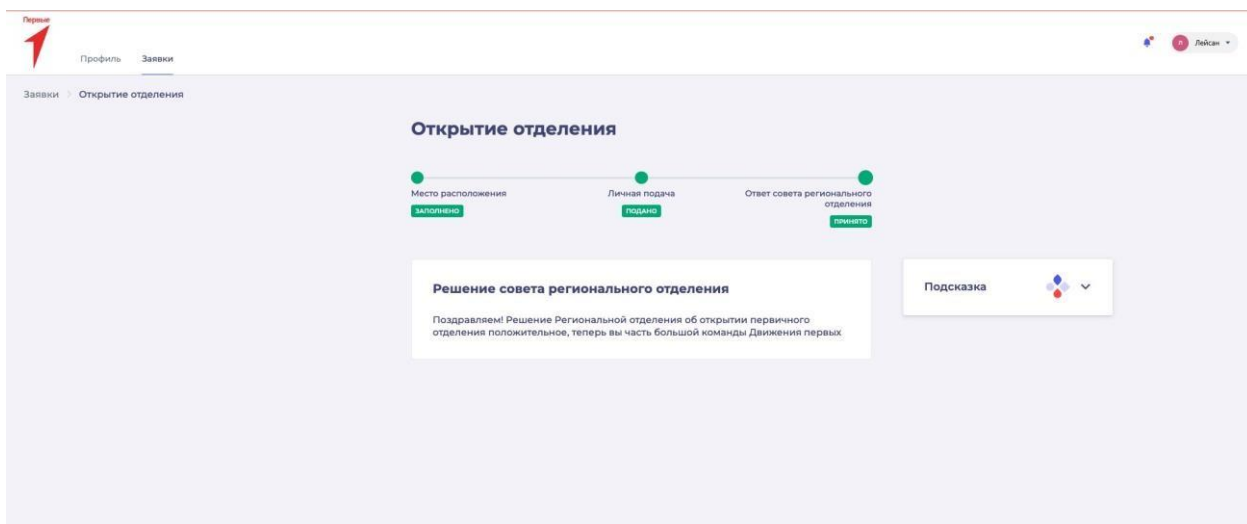 Первые
Профиль Заявки
Л Лейсан
Заявки Открытие отделения
Открытие отделения
Место расположения
ЗАПОЛНЕНО
Личная подача
ПОДАНО
Ответ совета регионального
отделения
ПРИНЯТО
Решение совета регионального отделения
Поздравляем! Решение Региональной отделения об открытии первичного
отделения положительное, теперь вы часть большой команды Движения первых
Подсказка